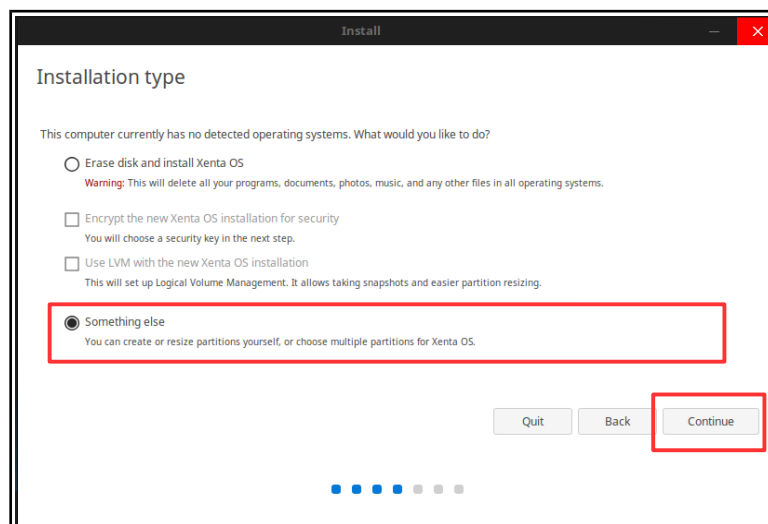 Install
Installation type
This computer currently has no detected operating systems. What would you like to do?
Erase disk and install Xenta OS
Warning: This will delete all your programs, documents, photos, music, and any other files in all operating systems.
Encrypt the new Xenta OS installation for security
You will choose a security key in the next step.
Use LVM with the new Xenta OS installation
This will set up Logical Volume Management. It allows taking snapshots and easier partition resizing.
Something else
You can create or resize partitions yourself, or choose multiple partitions for Xenta OS.
Quit Back Continue